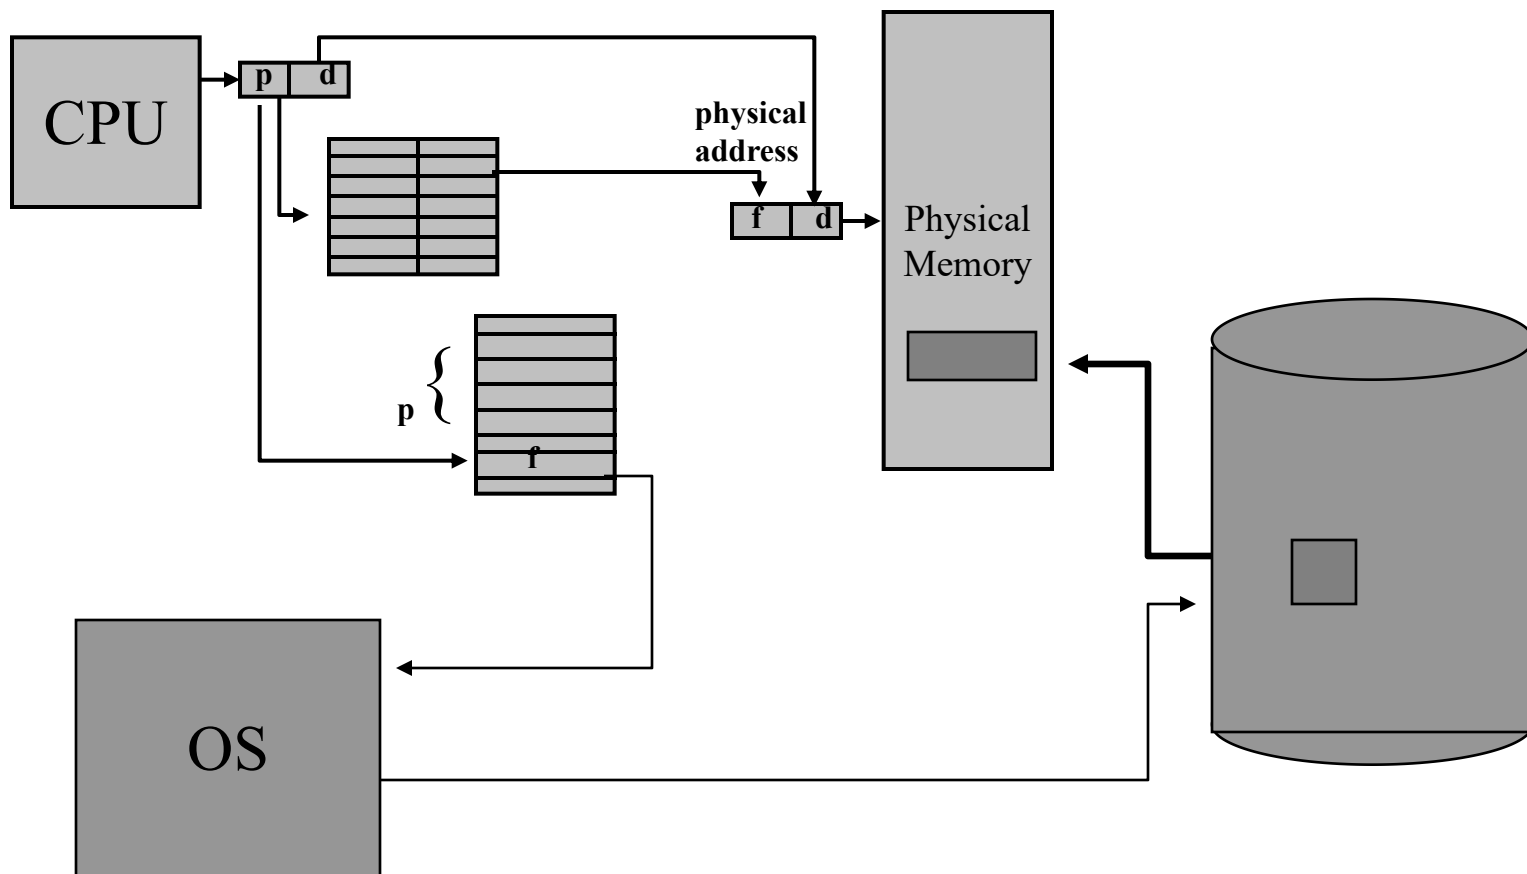 CPU
p d
physical
address
f d
Physical
Memory
p {
f
OS